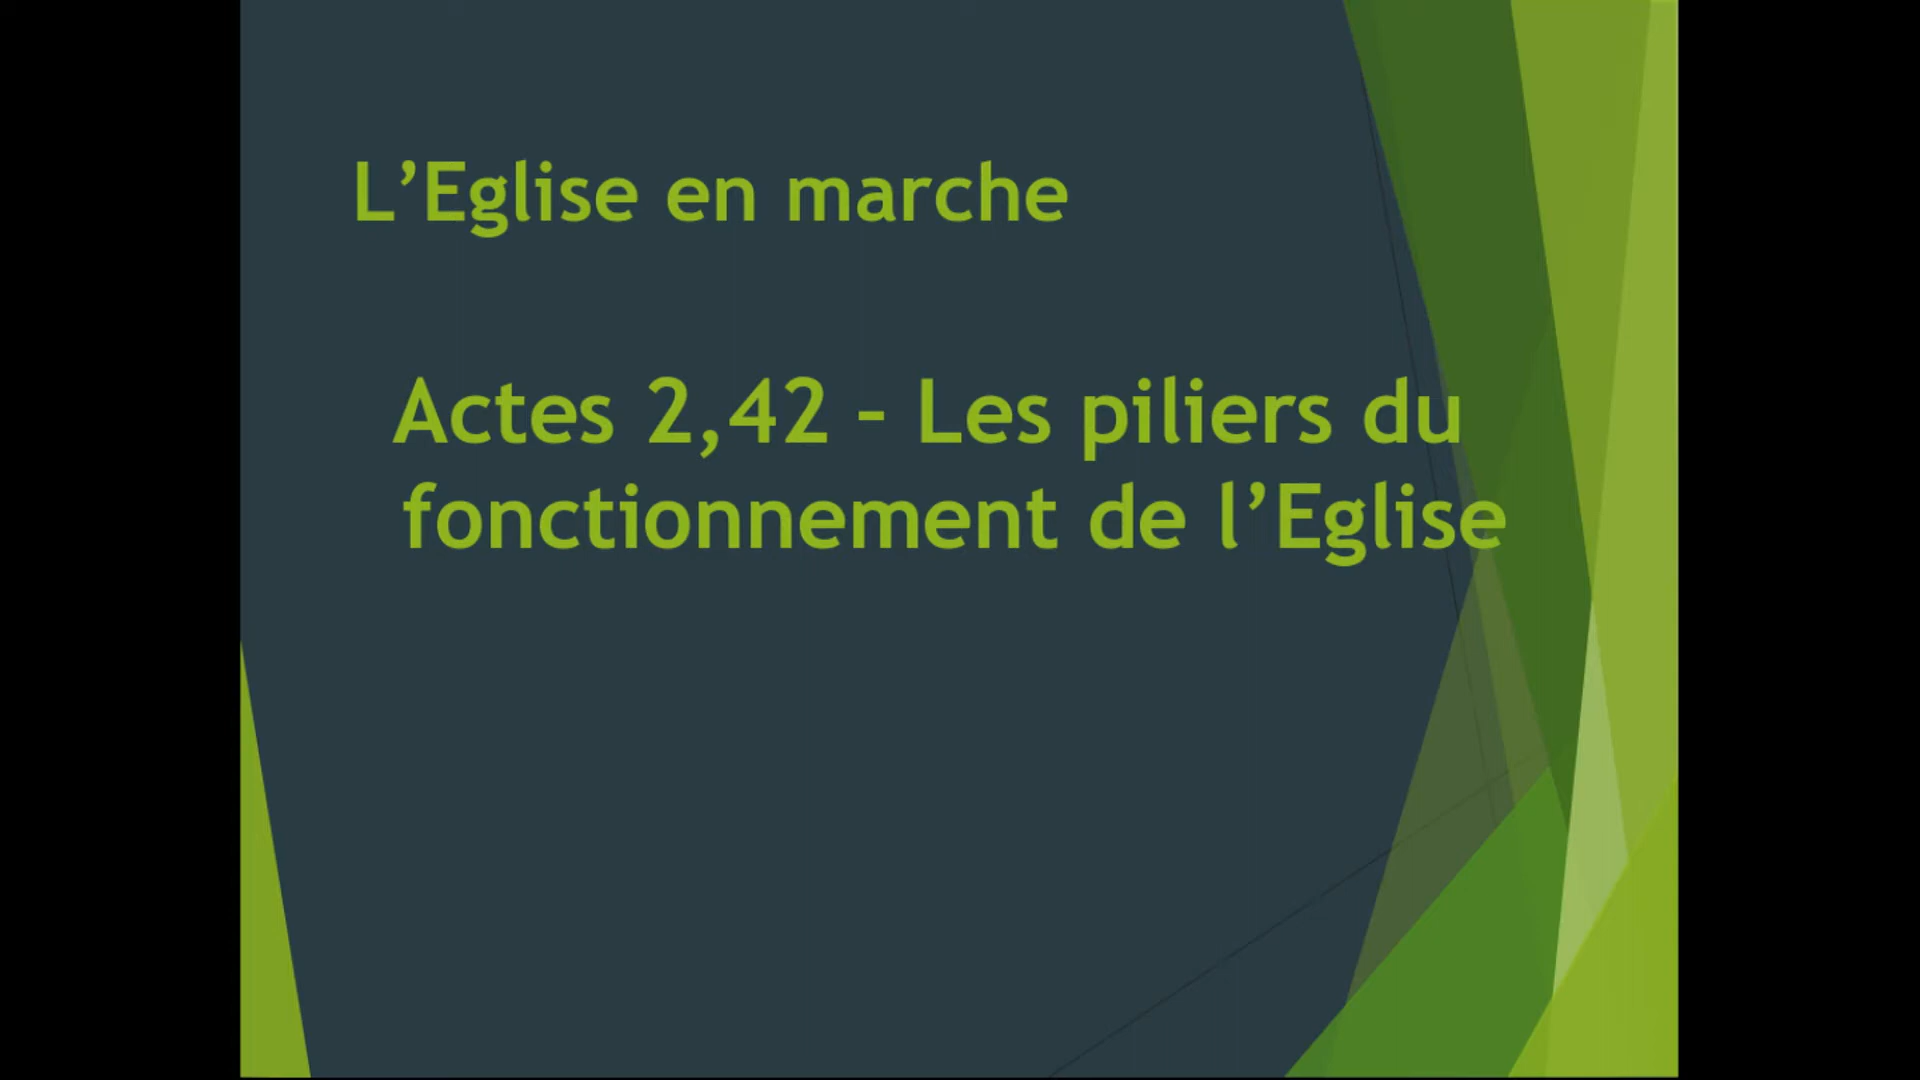 L’Eglise en marche
Actes 2,42 – Les piliers du
fonctionnement de l’Eglise